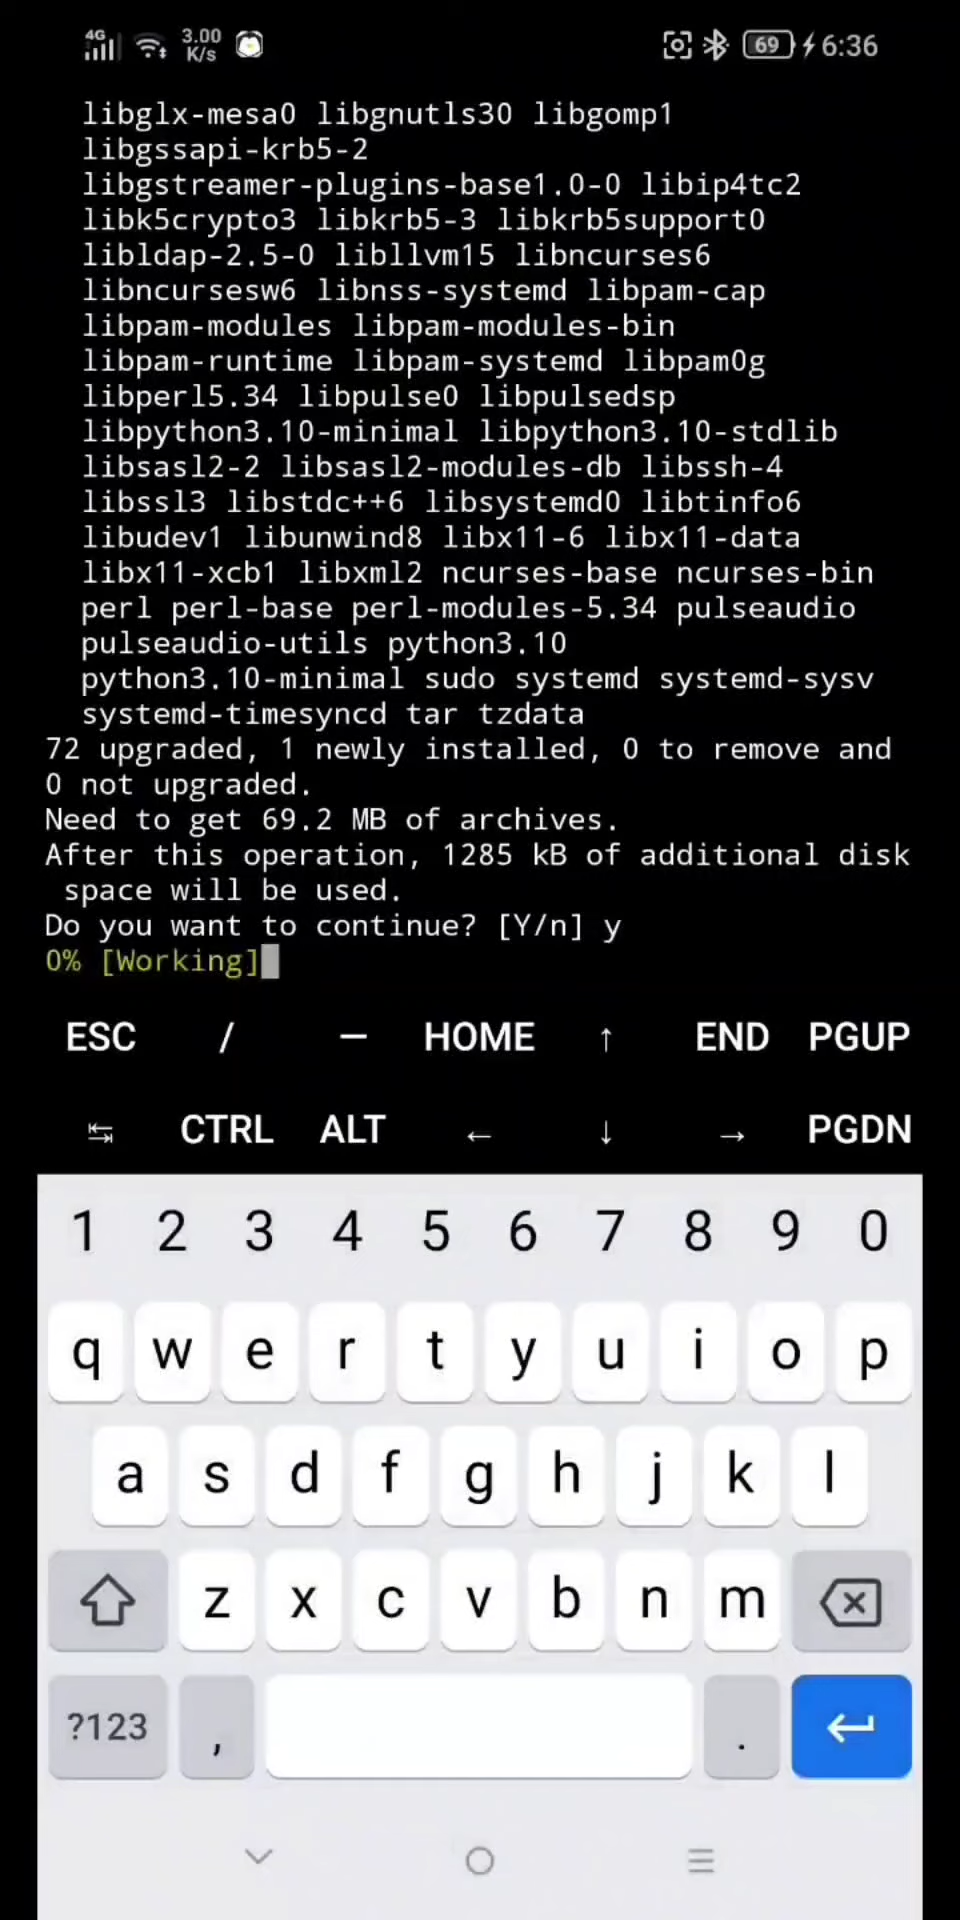 4G 3.00 K/s 69 6:36
libglx-mesa0 libgnutls30 libgomp1
libgssapi-krb5-2
libgstreamer-plugins-base1.0-0 libip4tc2
libk5crypto3 libkrb5-3 libkrb5support0
libldap-2.5-0 libllvm15 libncurses6
libncursesw6 libnss-systemd libpam-cap
libpam-modules libpam-modules-bin
libpam-runtime libpam-systemd libpam0g
libperl5.34 libpulse0 libpulsedsp
libpython3.10-minimal libpython3.10-stdlib
libsasl2-2 libsasl2-modules-db libssh-4
libssl3 libstdc++6 libsystemd0 libtinfo6
libudev1 libunwind8 libx11-6 libx11-data
libx11-xcb1 libxml2 ncurses-base ncurses-bin
perl perl-base perl-modules-5.34 pulseaudio
pulseaudio-utils python3.10
python3.10-minimal sudo systemd systemd-sysv
systemd-timesyncd tar tzdata
72 upgraded, 1 newly installed, 0 to remove and
0 not upgraded.
Need to get 69.2 MB of archives.
After this operation, 1285 kB of additional disk
space will be used.
Do you want to continue? [Y/n] y
0% [Working]
ESC / — HOME ↑ END PGUP
⇆ CTRL ALT ← ↓ → PGDN
1 2 3 4 5 6 7 8 9 0
q w e r t y u i o p
a s d f g h j k l
z x c v b n m
?123 , .